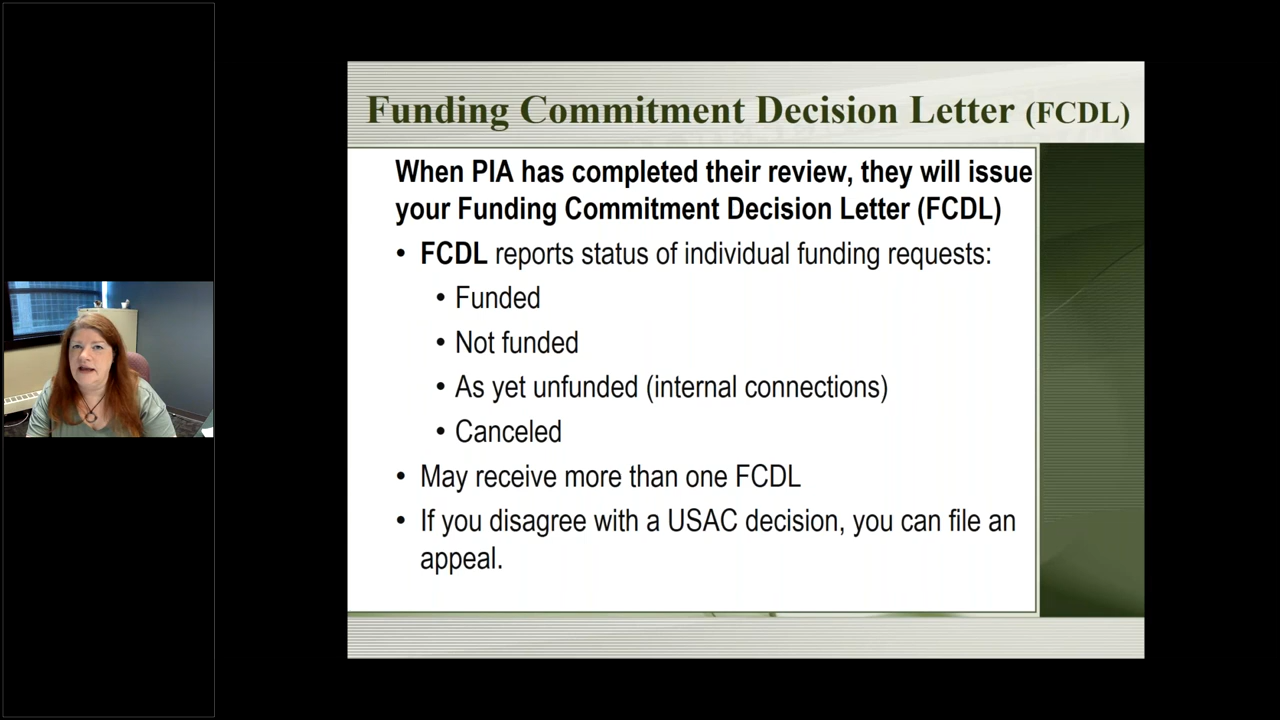 Funding Commitment Decision Letter (FCDL)
When PIA has completed their review, they will issue
your Funding Commitment Decision Letter (FCDL)
• FCDL reports status of individual funding requests:
• Funded
• Not funded
• As yet unfunded (internal connections)
• Canceled
• May receive more than one FCDL
• If you disagree with a USAC decision, you can file an
appeal.